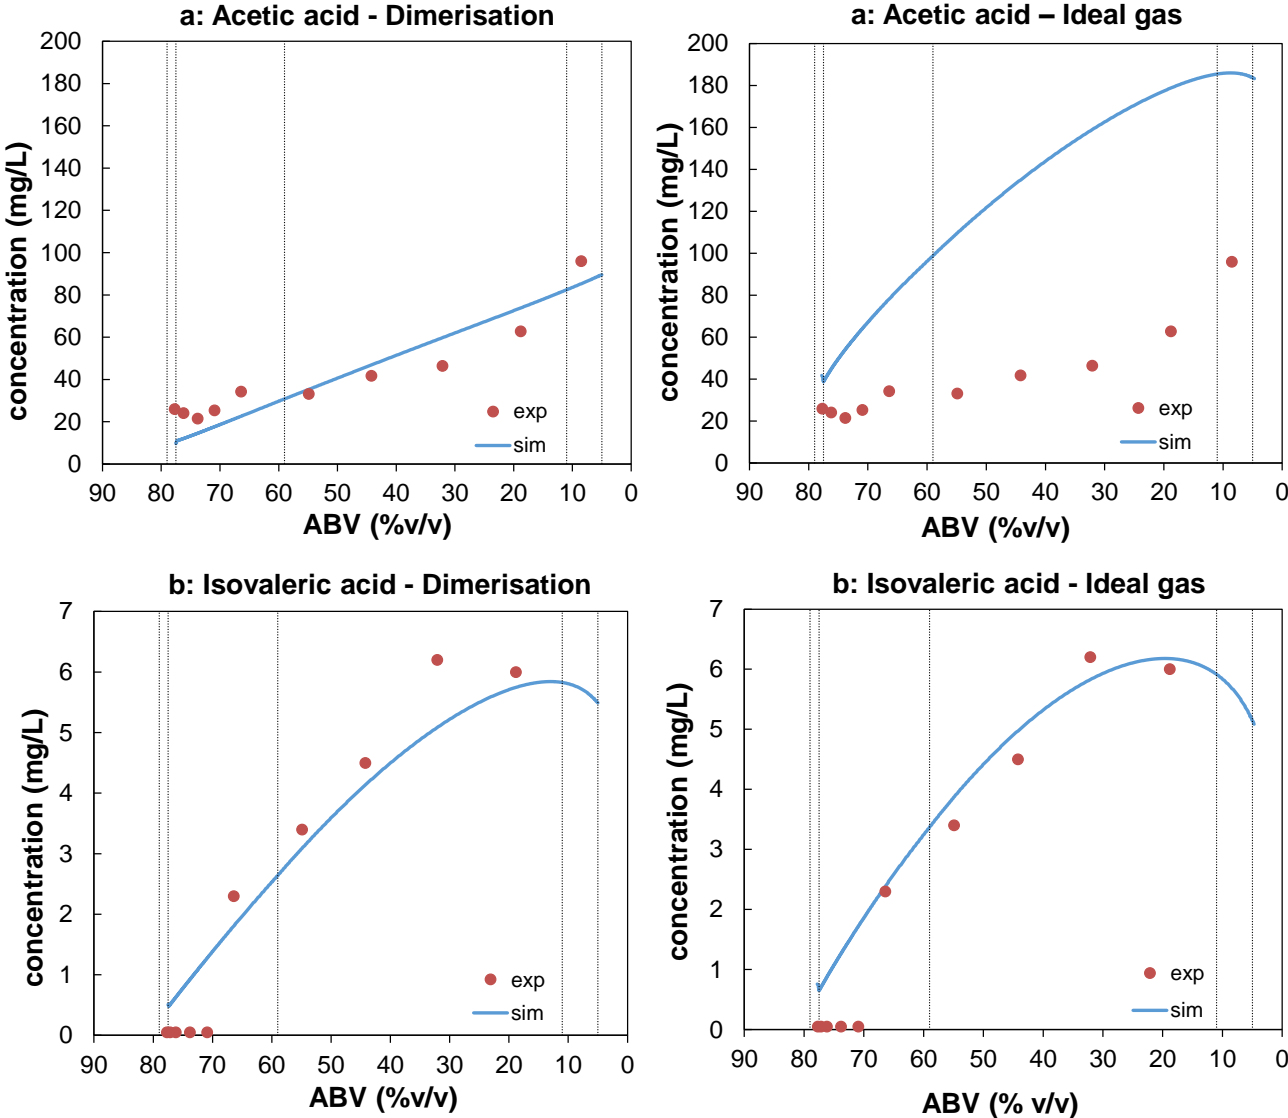 a: Acetic acid - Dimerisation
200
180
160
140
120
100
80
60
40
20
0
concentration (mg/L)
exp
sim
90 80 70 60 50 40 30 20 10 0
ABV (%v/v)
a: Acetic acid – Ideal gas
200
180
160
140
120
100
80
60
40
20
0
concentration (mg/L)
exp
sim
90 80 70 60 50 40 30 20 10 0
ABV (%v/v)
b: Isovaleric acid - Dimerisation
7
6
5
4
3
2
1
0
concentration (mg/L)
exp
sim
90 80 70 60 50 40 30 20 10 0
ABV (%v/v)
b: Isovaleric acid - Ideal gas
7
6
5
4
3
2
1
0
concentration (mg/L)
exp
sim
90 80 70 60 50 40 30 20 10 0
ABV (% v/v)